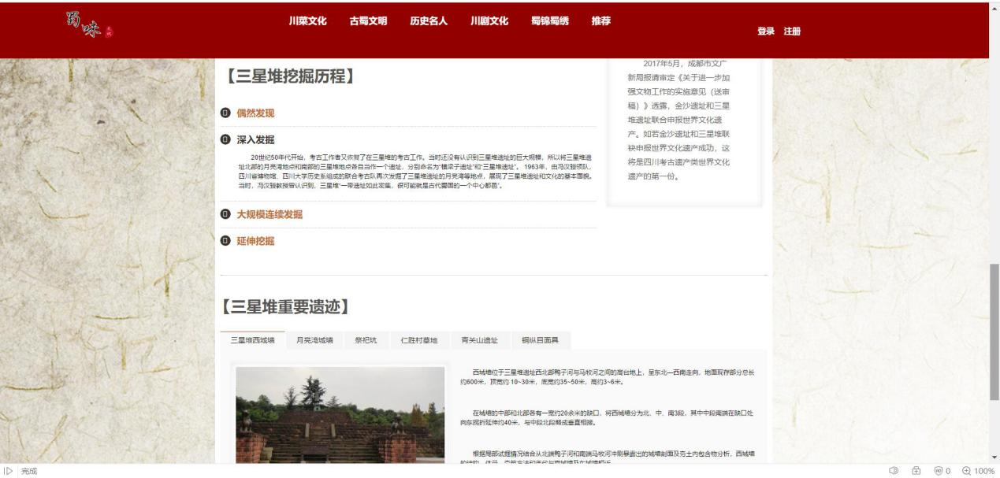 蜀味
川菜文化 古蜀文明 历史名人 川剧文化 蜀锦蜀绣 推荐
登录 注册
【三星堆挖掘历程】
偶然发现
深入发掘
20世纪50年代开始，考古工作者又恢复了在三星堆的考古工作。当时还没有认识到三星堆遗址的巨大规模，所以将三星堆遗
址北部的月亮湾地点和南部的三星堆地点各自当作一个遗址，分别命名为“横梁子遗址”和“三星堆遗址”。 1963年，由冯汉骥领队，
四川省博物馆、四川大学历史系组成的联合考古队再次发掘了三星堆遗址的月亮湾等地点，展现了三星堆遗址和文化的基本面貌。
当时，冯汉骥教授曾认识到，三星堆“一带遗址如此密集，很可能就是古代蜀国的一个中心都邑”。
大规模连续发掘
延伸挖掘
2017年5月，成都市文广
新局报请审定《关于进一步加
强文物工作的实施意见（送审
稿）》透露，金沙遗址和三星
堆遗址联合申报世界文化遗
产。如若金沙遗址和三星堆联
袂申报世界文化遗产成功，这
将是四川考古遗产类世界文化
遗产的第一份。
【三星堆重要遗迹】
三星堆西城墙 月亮湾城墙 祭祀坑 仁胜村墓地 青关山遗址 铜纵目面具
西城墙位于三星堆遗址西北部鸭子河与马牧河之间的高台地上，呈东北—西南走向，地面现存部分总长
约600米，顶宽约 10~30米，底宽约35~50米，高约3~6米。
在城墙的中部和北部各有一宽约20余米的缺口，将西城墙分为北、中、南3段，其中中段南端在缺口处
向东拐折延伸约40米，与中段北段略成垂直相接。
根据局部试掘情况结合从北端鸭子河和南端马牧河冲刷暴露出的城墙剖面及夯土内包含物分析，西城墙
完成
0 100%